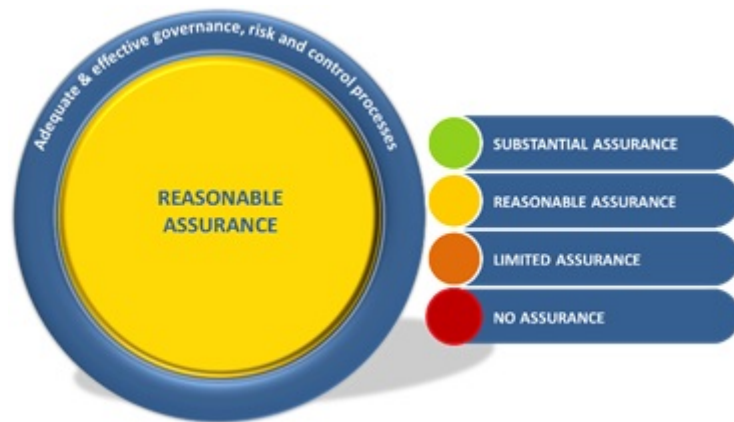 Adequate & effective governance, risk and control processes
REASONABLE
ASSURANCE
SUBSTANTIAL ASSURANCE
REASONABLE ASSURANCE
LIMITED ASSURANCE
NO ASSURANCE